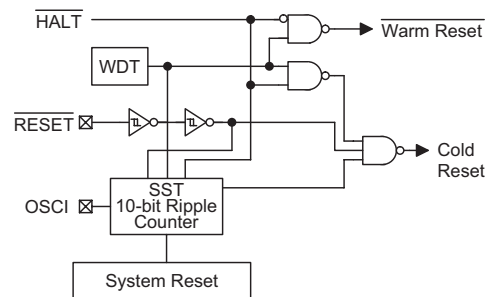 HALT
Warm Reset
WDT
RESET
Cold
Reset
SST
10-bit Ripple
Counter
OSCI
System Reset